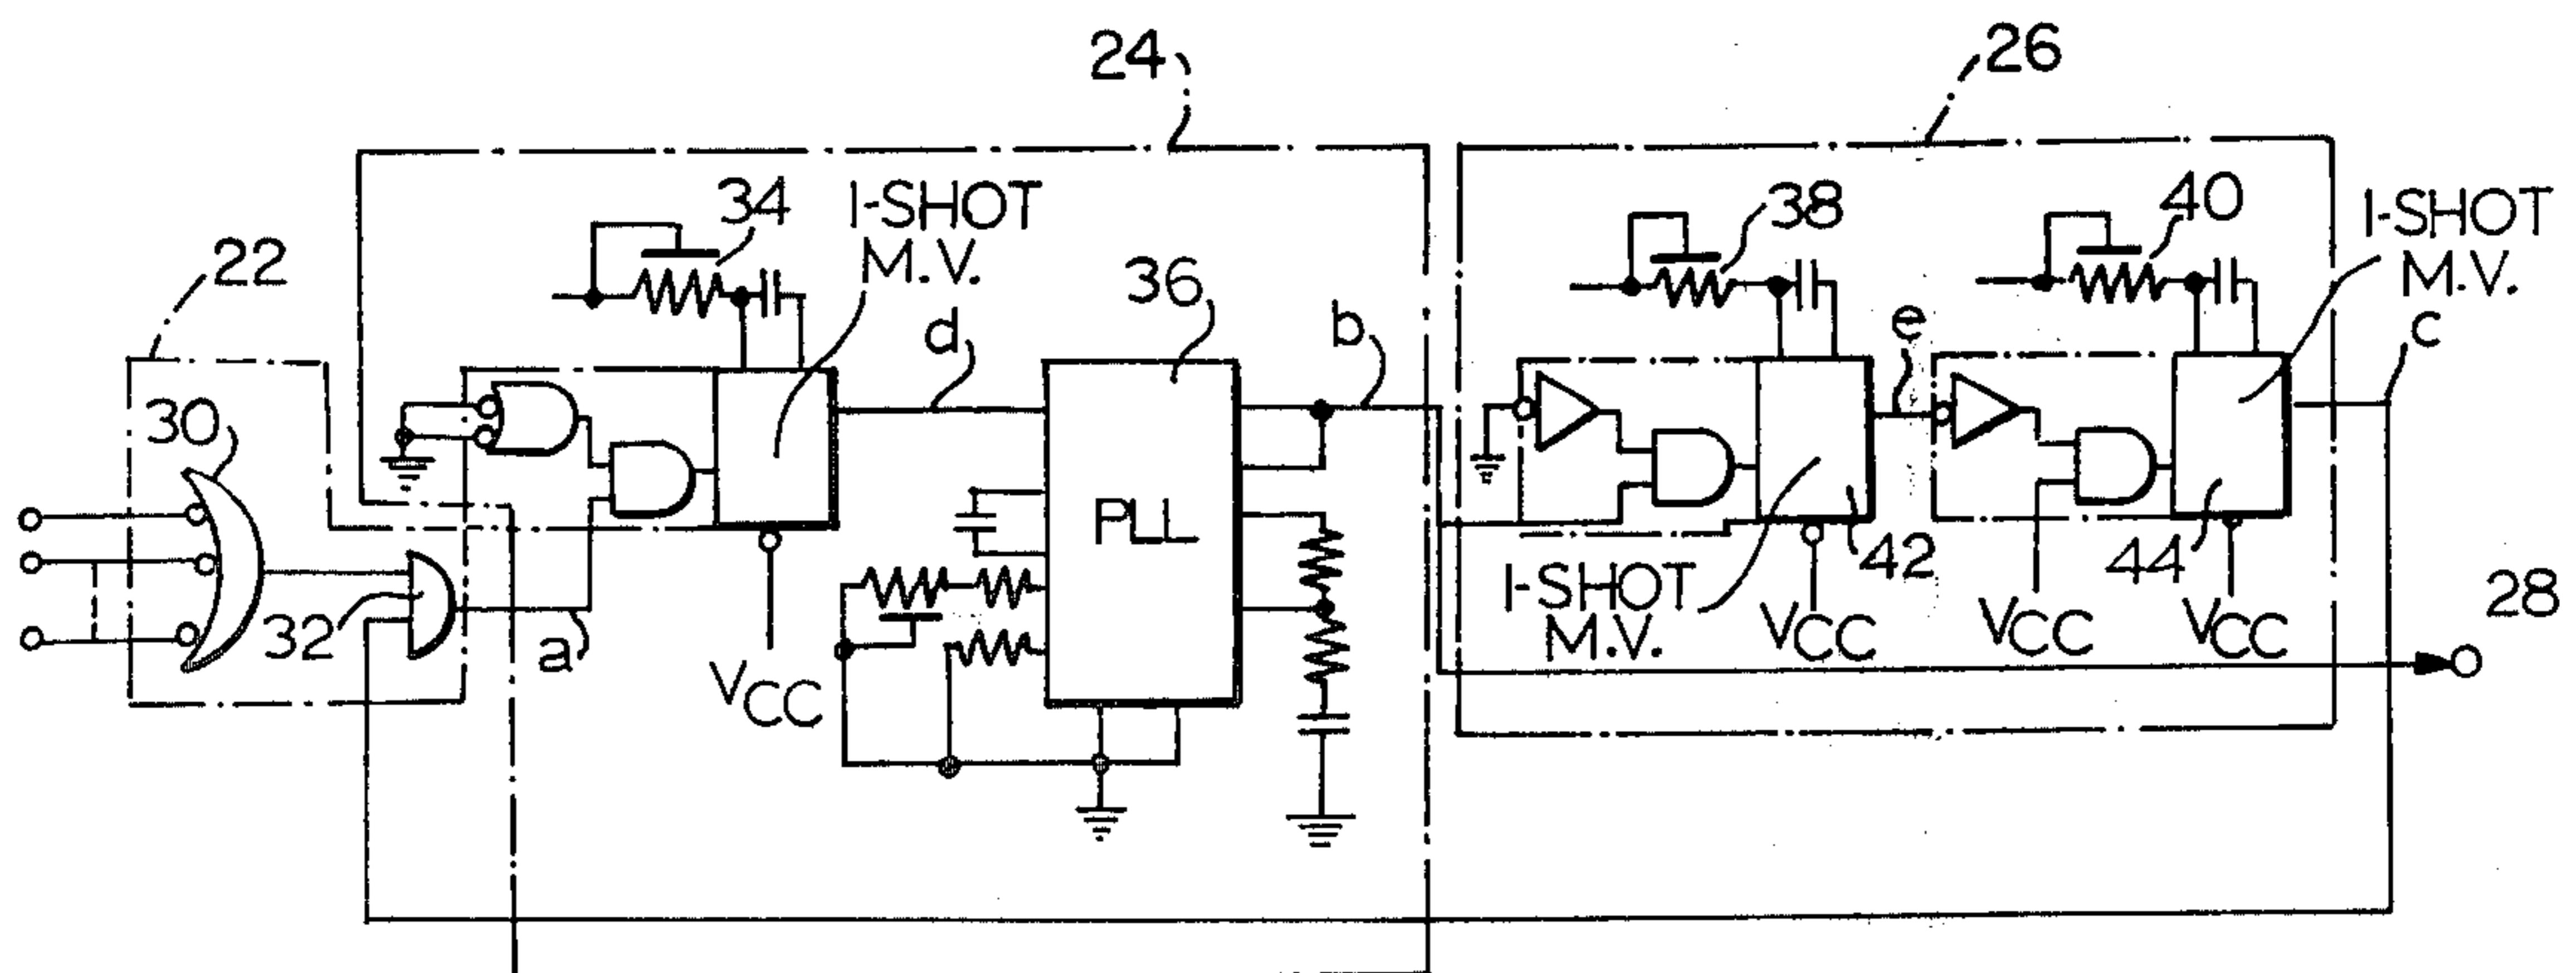 24
26
22
34
1-SHOT
M.V.
38
40
1-SHOT
M.V.
30
d
36
b
e
c
PLL
32
a
VCC
1-SHOT
M.V.
42
VCC
44
VCC
VCC
28